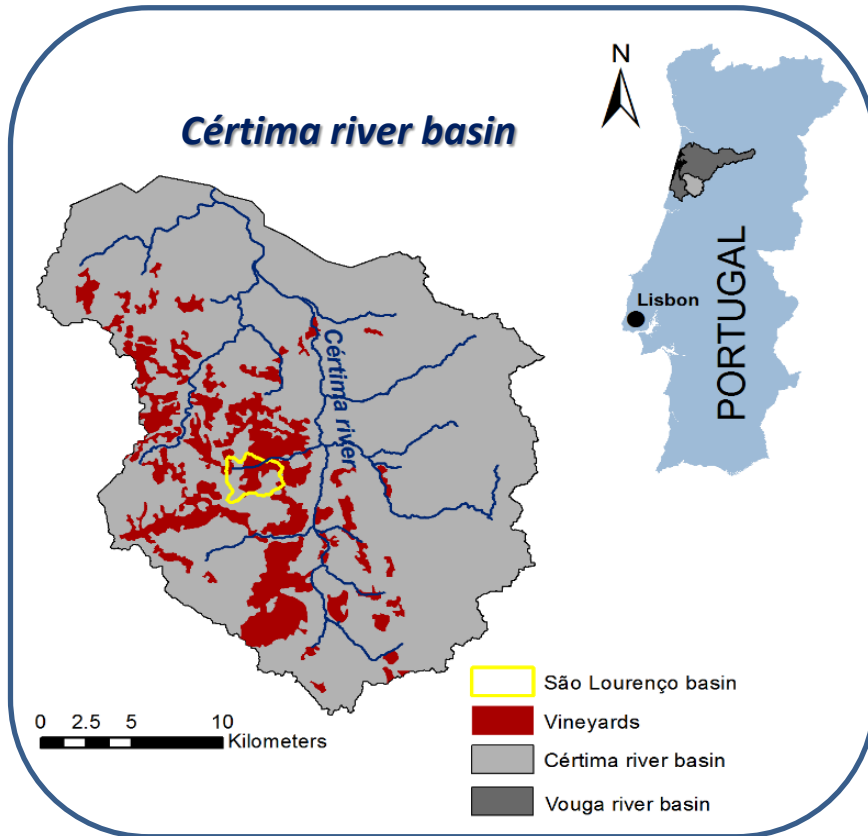 Cértima river basin
N
Lisbon
PORTUGAL
Cértima river
São Lourenço basin
Vineyards
Cértima river basin
Vouga river basin
0 2.5 5 10
Kilometers